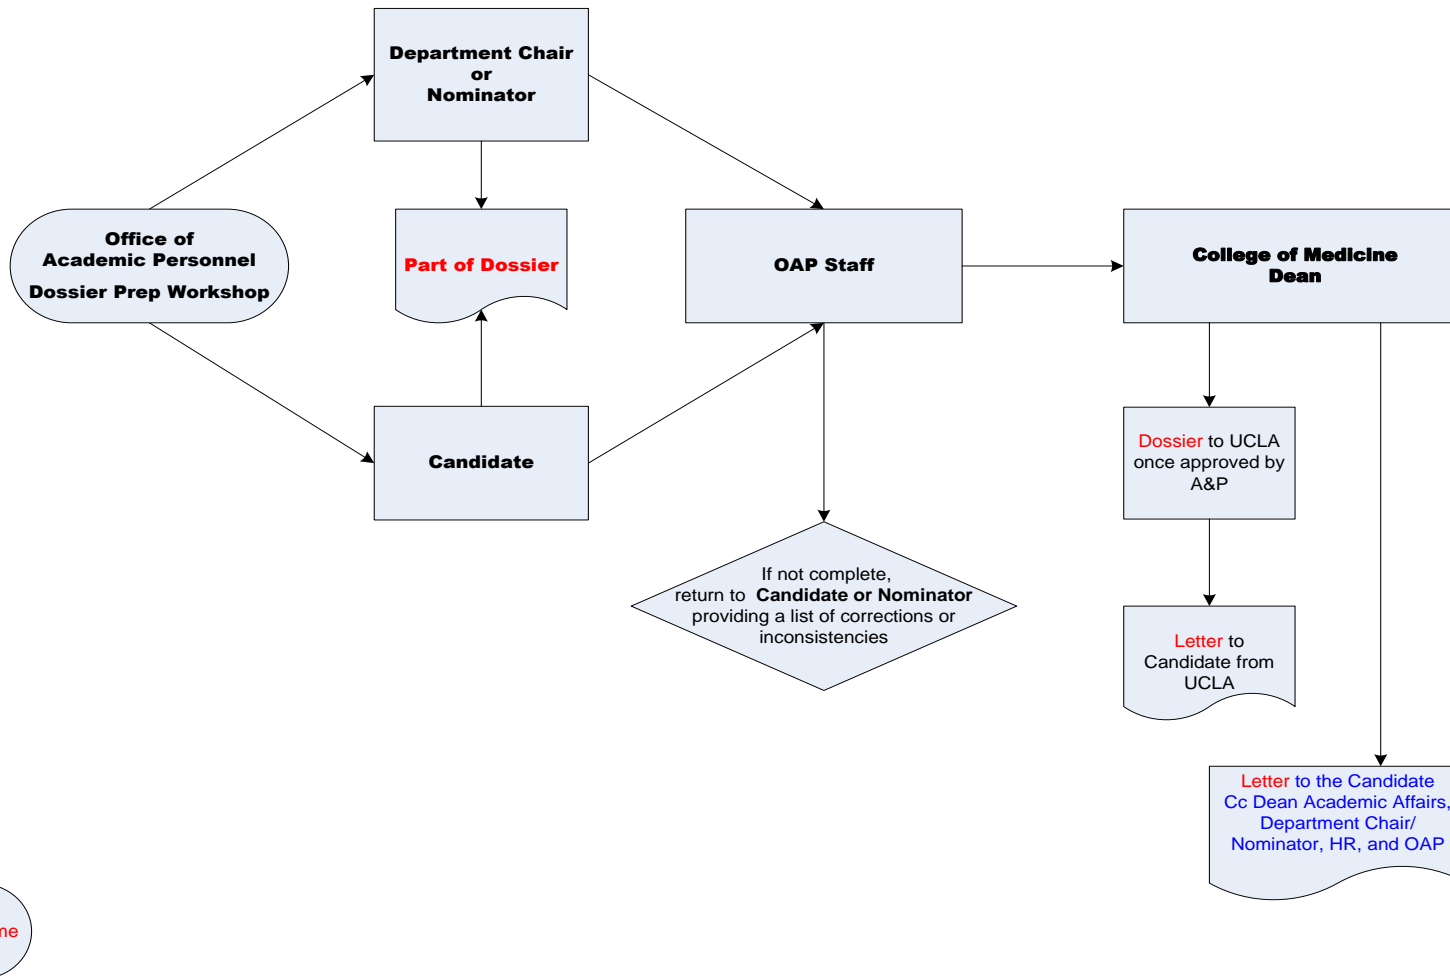 Department Chair
or
Nominator
Office of
Academic Personnel
Dossier Prep Workshop
Part of Dossier
OAP Staff
College of Medicine
Dean
Candidate
Dossier to UCLA
once approved by
A&P
If not complete,
return to Candidate or Nominator
providing a list of corrections or
inconsistencies
Letter to
Candidate from
UCLA
Letter to the Candidate
Cc Dean Academic Affairs,
Department Chair/
Nominator, HR, and OAP